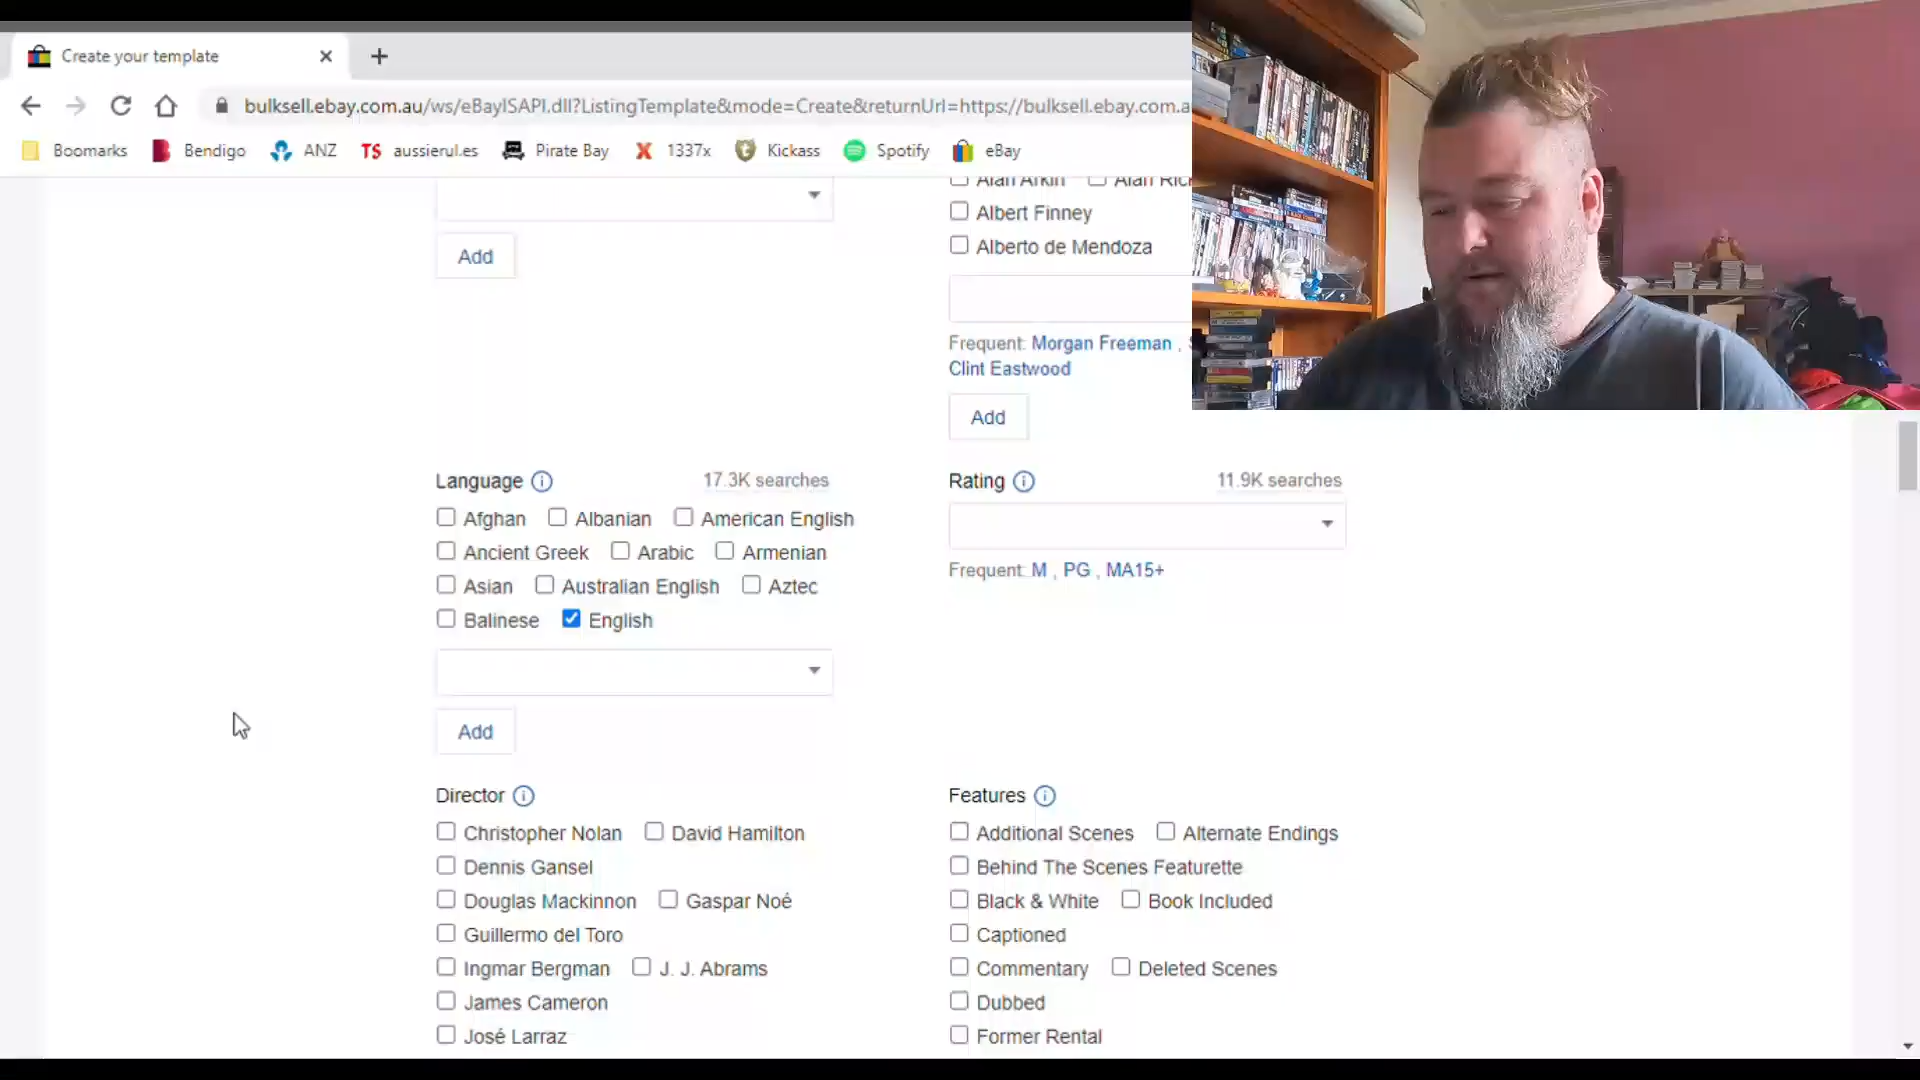 Create your template
bulksell.ebay.com.au/ws/eBayISAPI.dll?ListingTemplate&mode=Create&returnUrl=https://bulksell.ebay.com.a
Boomarks Bendigo ANZ TS aussierul.es Pirate Bay 1337x Kickass Spotify eBay
Alan Arkin Alan Ric
Albert Finney
Add
Alberto de Mendoza
Frequent: Morgan Freeman ,
Clint Eastwood
Add
Language 17.3K searches
Rating 11.9K searches
Afghan Albanian American English
Ancient Greek Arabic Armenian
Frequent: M , PG , MA15+
Asian Australian English Aztec
Balinese English
Add
Director
Features
Christopher Nolan David Hamilton
Additional Scenes Alternate Endings
Dennis Gansel
Behind The Scenes Featurette
Douglas Mackinnon Gaspar Noé
Black & White Book Included
Guillermo del Toro
Captioned
Ingmar Bergman J. J. Abrams
Commentary Deleted Scenes
James Cameron
Dubbed
José Larraz
Former Rental